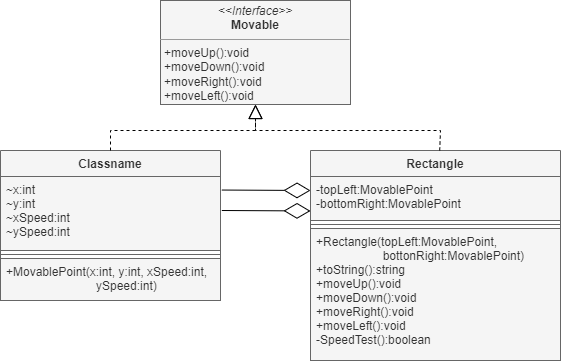 <<Interface>>
Movable
+moveUp():void
+moveDown():void
+moveRight():void
+moveLeft():void
Classname
~x:int
~y:int
~xSpeed:int
~ySpeed:int
+MovablePoint(x:int, y:int, xSpeed:int,
ySpeed:int)
Rectangle
-topLeft:MovablePoint
-bottomRight:MovablePoint
+Rectangle(topLeft:MovablePoint,
bottonRight:MovablePoint)
+toString():string
+moveUp():void
+moveDown():void
+moveRight():void
+moveLeft():void
-SpeedTest():boolean